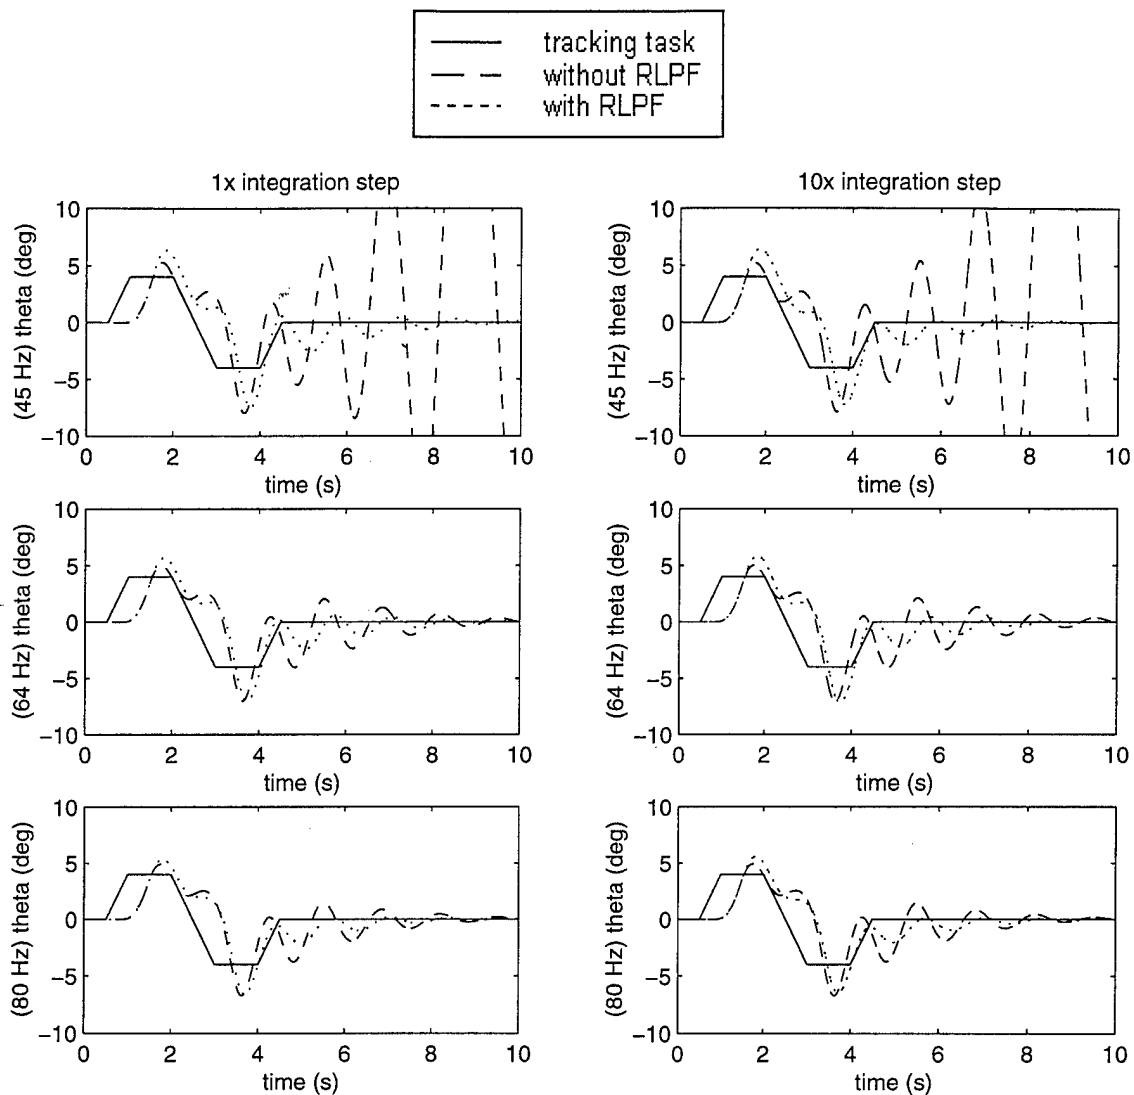 tracking task
without RLPF
with RLPF
1x integration step
10x integration step
10
5
0
−5
−10
(45 Hz) theta (deg)
0 2 4 6 8 10
time (s)
10
5
0
−5
−10
(45 Hz) theta (deg)
0 2 4 6 8 10
time (s)
10
5
0
−5
−10
(64 Hz) theta (deg)
0 2 4 6 8 10
time (s)
10
5
0
−5
−10
(64 Hz) theta (deg)
0 2 4 6 8 10
time (s)
10
5
0
−5
−10
(80 Hz) theta (deg)
0 2 4 6 8 10
time (s)
10
5
0
−5
−10
(80 Hz) theta (deg)
0 2 4 6 8 10
time (s)